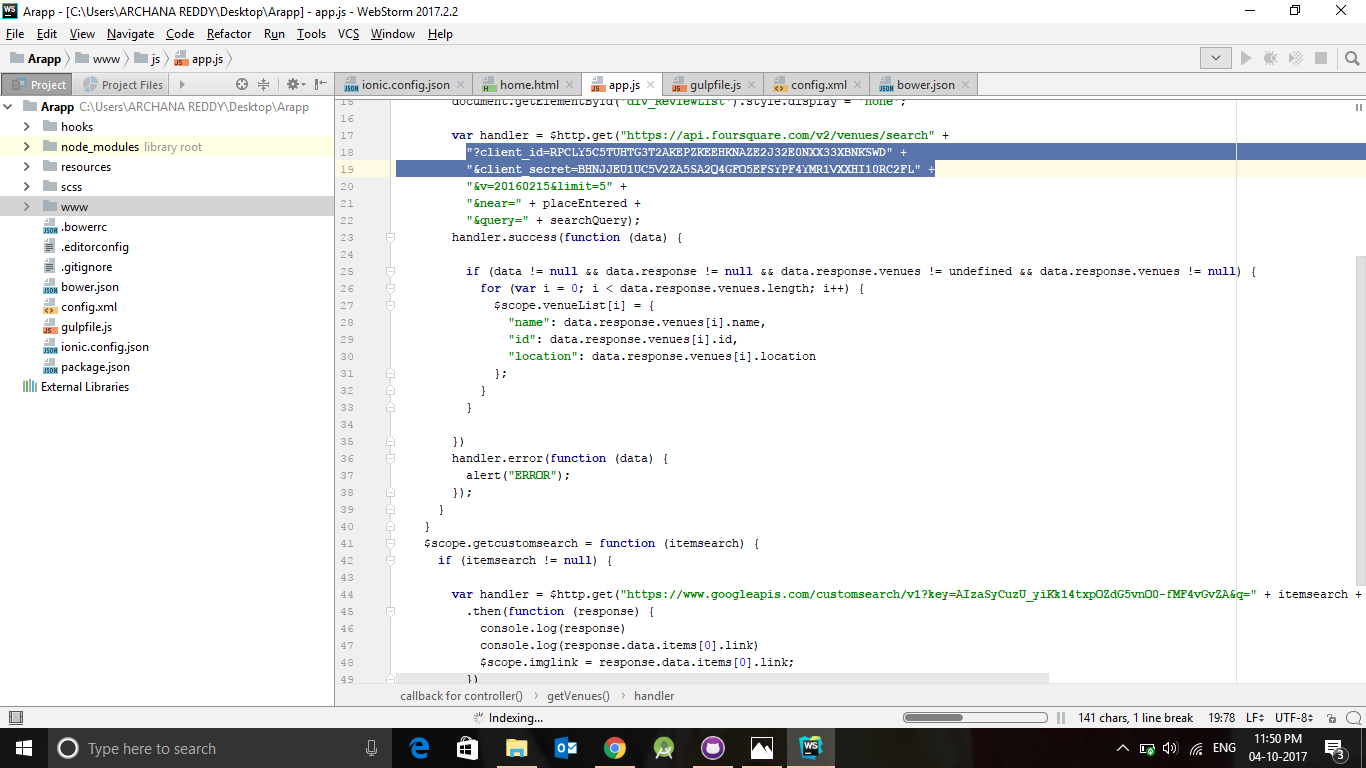 Arapp - [C:\Users\ARCHANA REDDY\Desktop\Arapp] - app.js - WebStorm 2017.2.2
File Edit View Navigate Code Refactor Run Tools VCS Window Help
Arapp www js app.js
Project Project Files
ionic.config.json home.html app.js gulpfile.js config.xml bower.json
Arapp C:\Users\ARCHANA REDDY\Desktop\Arapp
hooks
node_modules library root
resources
scss
www
.bowerrc
.editorconfig
.gitignore
bower.json
config.xml
gulpfile.js
ionic.config.json
package.json
External Libraries
15 document.getElementById("div_ReviewList").style.display = "none";
16
17 var handler = $http.get("https://api.foursquare.com/v2/venues/search" +
18 "?client_id=RPCLY5C5TUHTG3T2AKEPZKEEHKNAZE2J32E0NXX33XBNKSWD" +
19 "&client_secret=BHNJJEU1UC5V2ZA5SA2Q4GFO5EFSYPF4YMR1VXXHI10RC2FL" +
20 "&v=20160215&limit=5" +
21 "&near=" + placeEntered +
22 "&query=" + searchQuery);
23 handler.success(function (data) {
24
25 if (data != null && data.response != null && data.response.venues != undefined && data.response.venues != null) {
26 for (var i = 0; i < data.response.venues.length; i++) {
27 $scope.venueList[i] = {
28 "name": data.response.venues[i].name,
29 "id": data.response.venues[i].id,
30 "location": data.response.venues[i].location
31 };
32 }
33 }
34
35 })
36 handler.error(function (data) {
37 alert("ERROR");
38 });
39 }
40 }
41 $scope.getcustomsearch = function (itemsearch) {
42 if (itemsearch != null) {
43
44 var handler = $http.get("https://www.googleapis.com/customsearch/v1?key=AIzaSyCuzU_yiKk14txpOZdG5vnO0-fMF4vGvZA&q=" + itemsearch +
45 .then(function (response) {
46 console.log(response)
47 console.log(response.data.items[0].link)
48 $scope.imglink = response.data.items[0].link;
49 })
callback for controller() getVenues() handler
Indexing... 141 chars, 1 line break 19:78 LF UTF-8
Type here to search
ENG
11:50 PM
04-10-2017
3